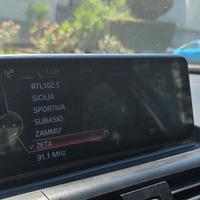 RTL102.5
SICILIA
SPORTIVA
SUBASIO
ZAMMU'
✓ ZETA
91.1 MHz